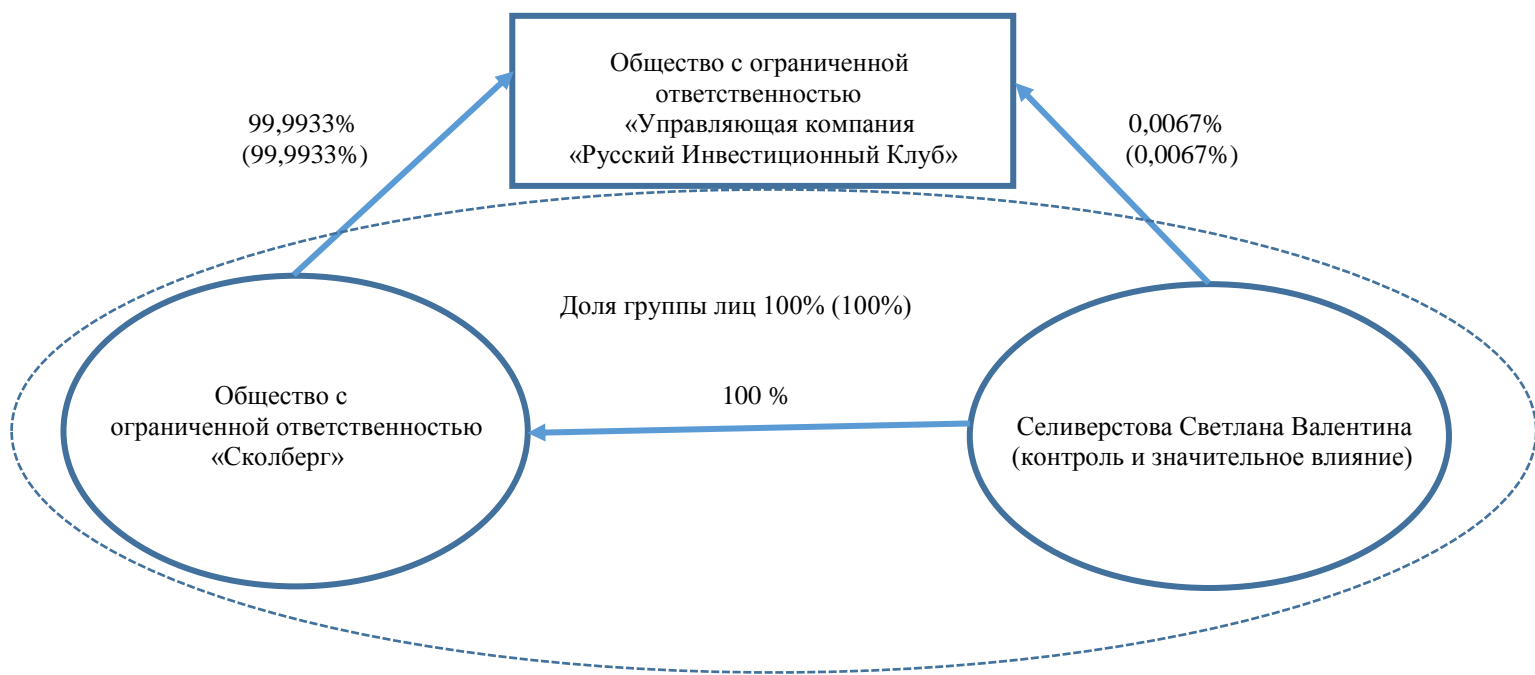 Общество с ограниченной
ответственностью
«Управляющая компания
«Русский Инвестиционный Клуб»
99,9933%
(99,9933%)
0,0067%
(0,0067%)
Доля группы лиц 100% (100%)
Общество с
ограниченной ответственностью
«Сколберг»
100 %
Селиверстова Светлана Валентина
(контроль и значительное влияние)